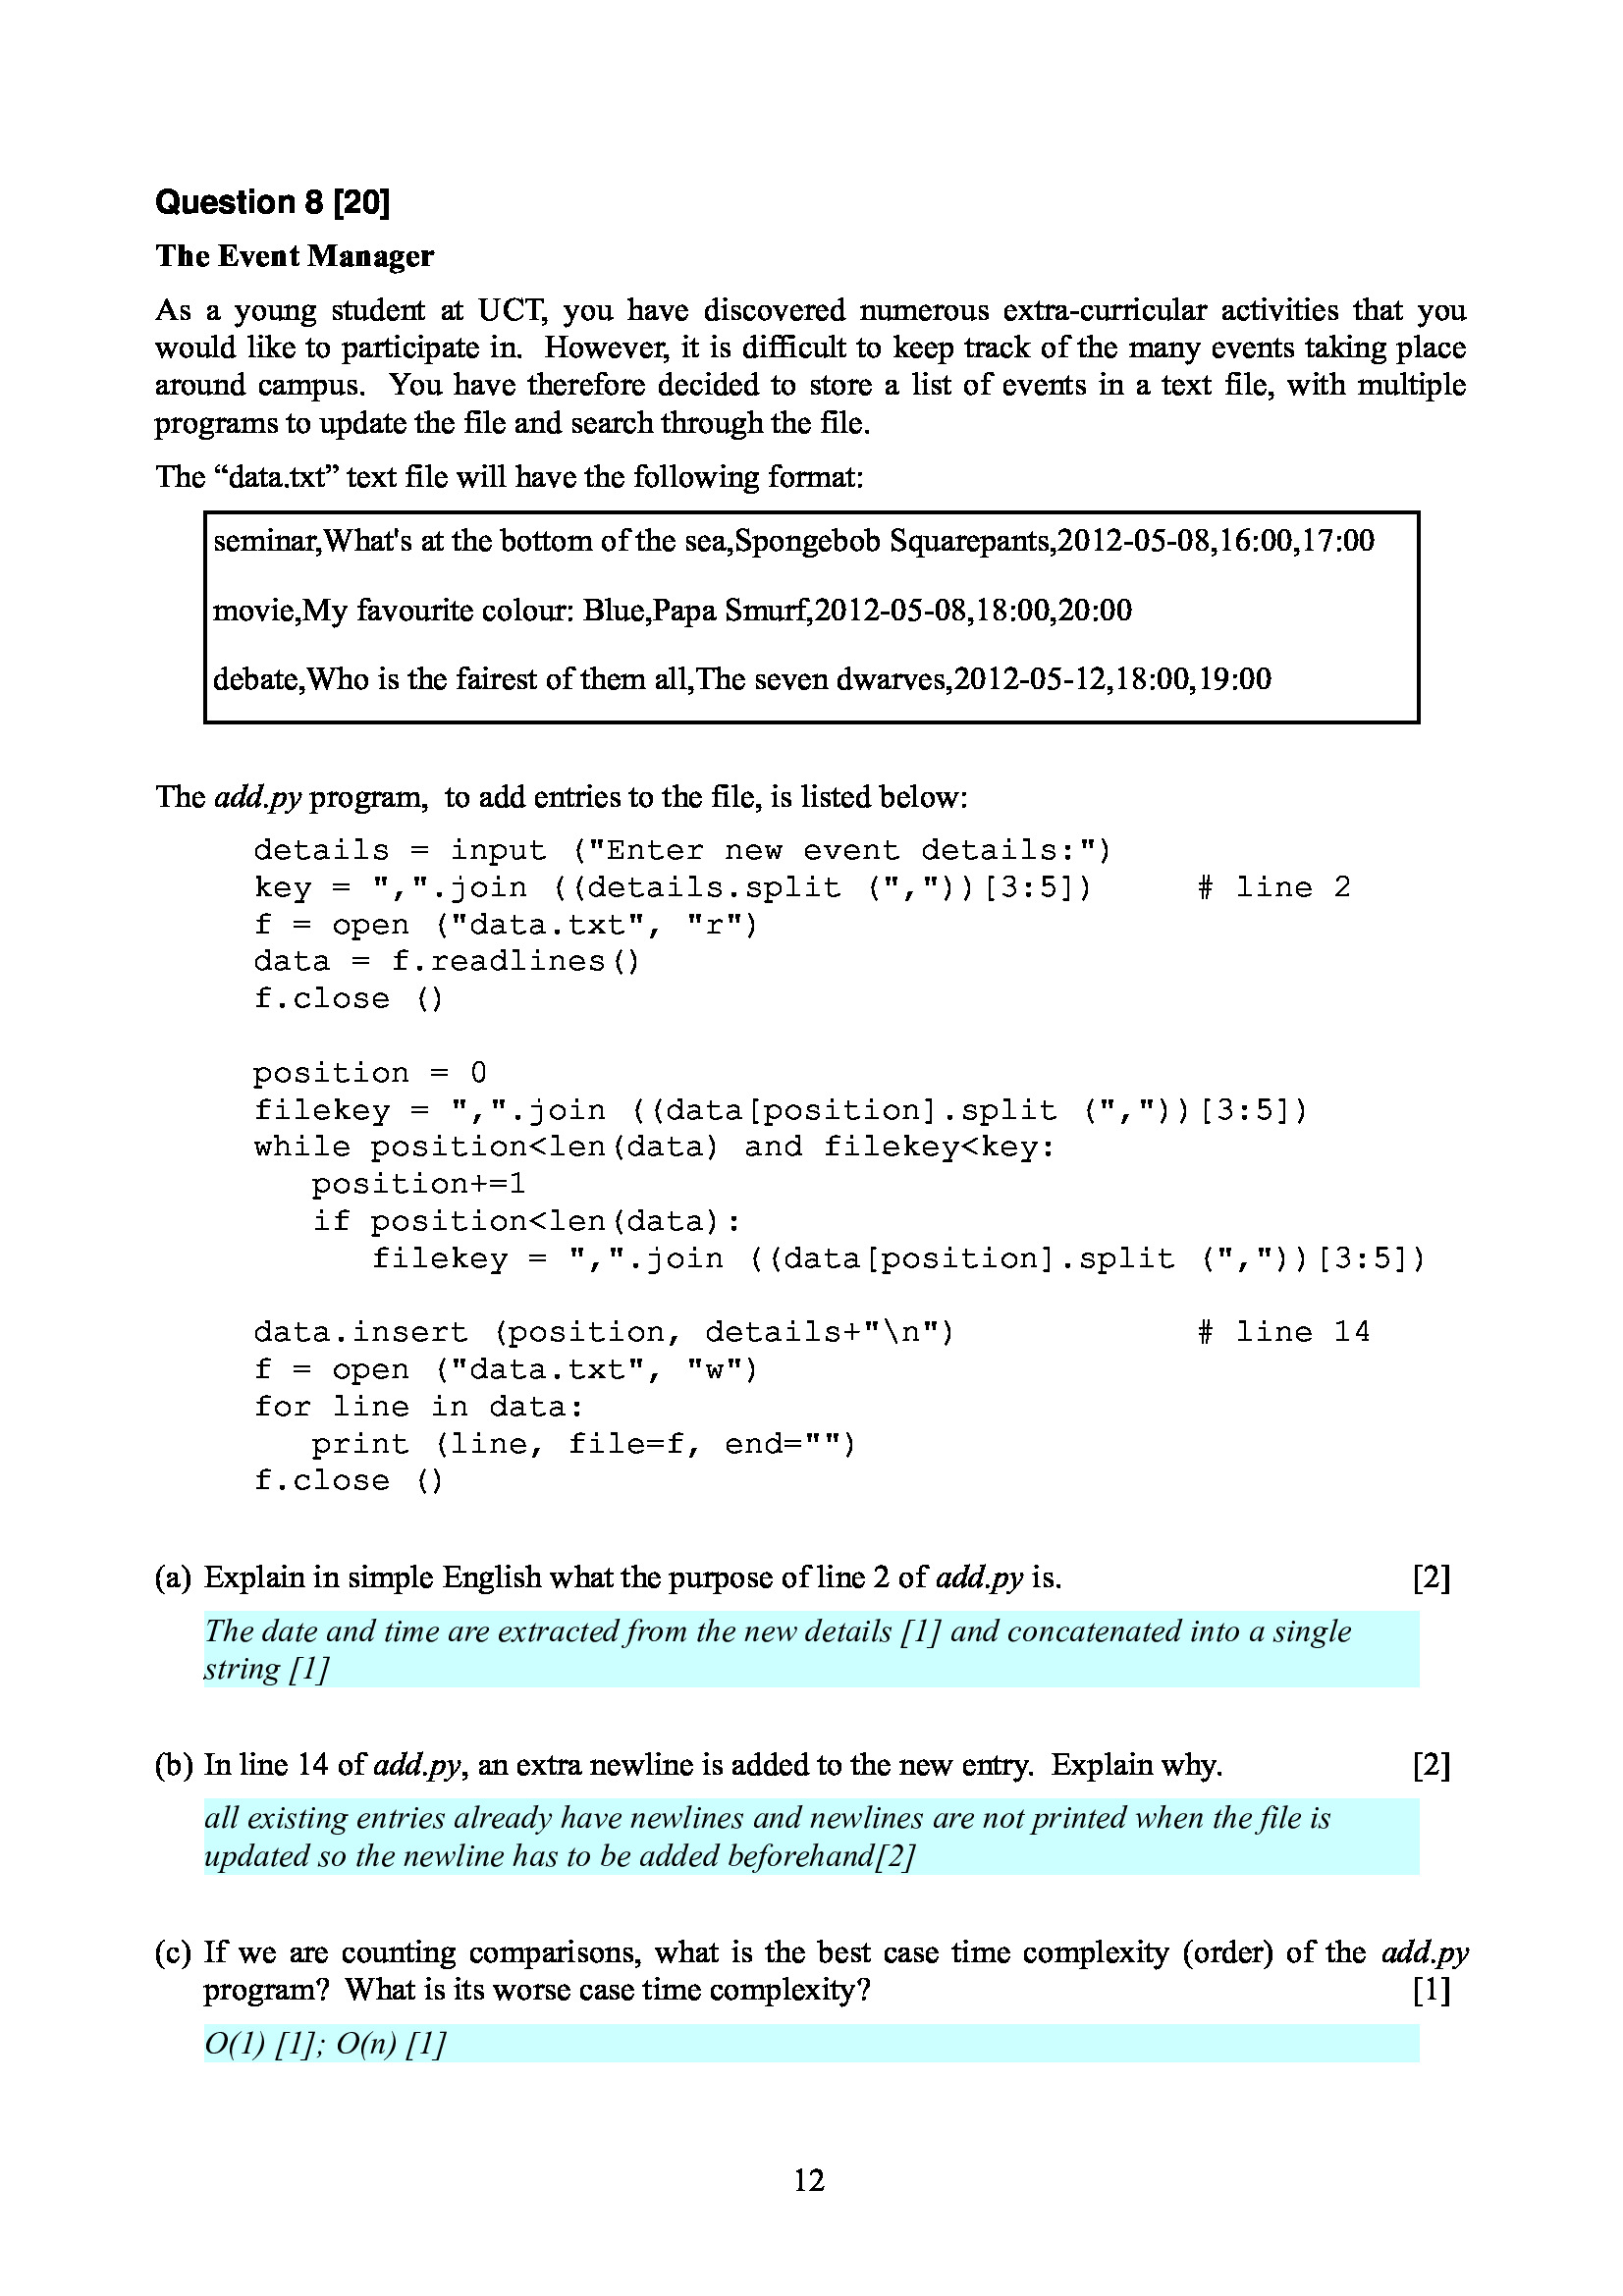 Question 8 [20]
The Event Manager
As a young student at UCT, you have discovered numerous extra-curricular activities that you
would like to participate in.  However, it is difficult to keep track of the many events taking place
around campus.  You have therefore decided to store a list of events in a text file, with multiple
programs to update the file and search through the file.
The “data.txt” text file will have the following format:
seminar,What's at the bottom of the sea,Spongebob Squarepants,2012-05-08,16:00,17:00
movie,My favourite colour: Blue,Papa Smurf,2012-05-08,18:00,20:00
debate,Who is the fairest of them all,The seven dwarves,2012-05-12,18:00,19:00
The add.py program,  to add entries to the file, is listed below:
details = input ("Enter new event details:")
key = ",".join ((details.split (","))[3:5])      # line 2
f = open ("data.txt", "r")
data = f.readlines()
f.close ()
position = 0
filekey = ",".join ((data[position].split (","))[3:5])
while position<len(data) and filekey<key:
   position+=1
   if position<len(data):
      filekey = ",".join ((data[position].split (","))[3:5])
data.insert (position, details+"\n")             # line 14
f = open ("data.txt", "w")
for line in data:
   print (line, file=f, end="")
f.close ()
(a) Explain in simple English what the purpose of line 2 of add.py is. [2]
The date and time are extracted from the new details [1] and concatenated into a single
string [1]
(b) In line 14 of add.py, an extra newline is added to the new entry.  Explain why. [2]
all existing entries already have newlines and newlines are not printed when the file is
updated so the newline has to be added beforehand[2]
(c) If we are counting comparisons, what is the best case time complexity (order) of the add.py
program?  What is its worse case time complexity? [1]
O(1) [1]; O(n) [1]
12